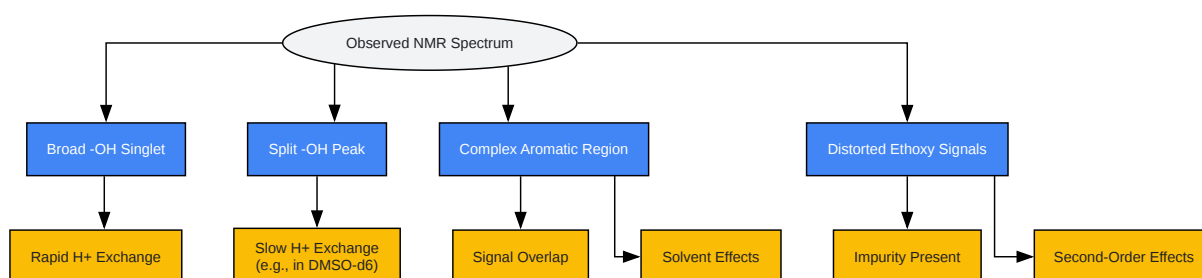 Observed NMR Spectrum
Broad -OH Singlet
Split -OH Peak
Complex Aromatic Region
Distorted Ethoxy Signals
Rapid H+ Exchange
Slow H+ Exchange
(e.g., in DMSO-d6)
Signal Overlap
Solvent Effects
Impurity Present
Second-Order Effects